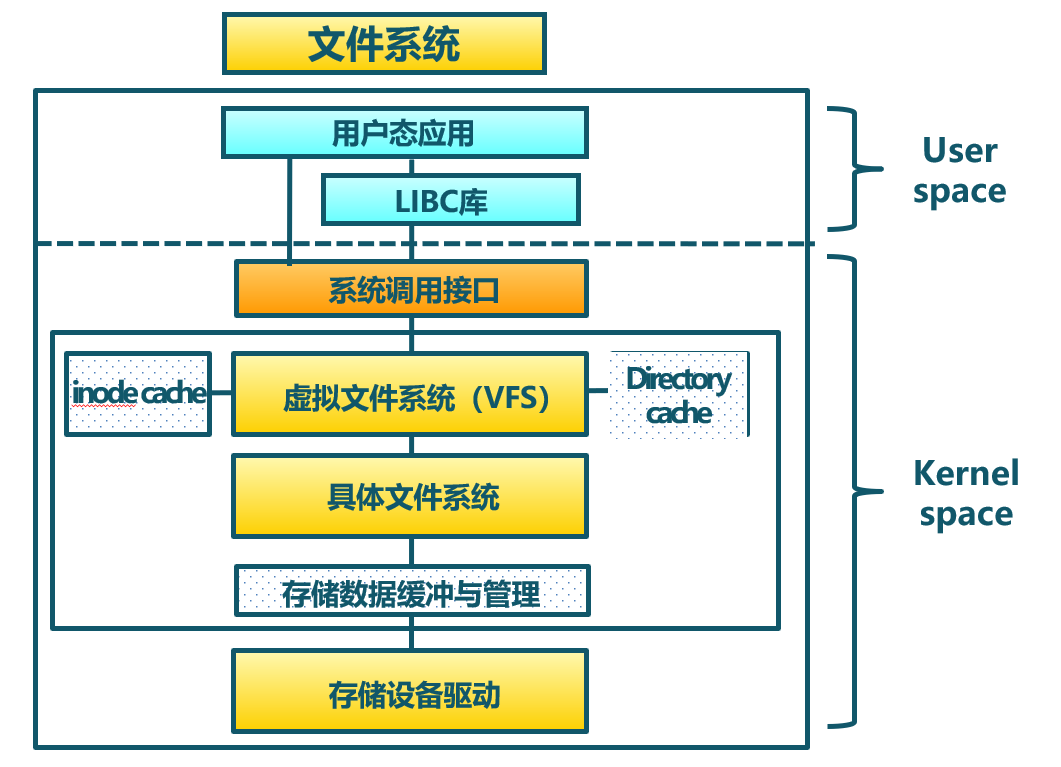 文件系统
用户态应用
User
space
LIBC库
系统调用接口
inode cache
虚拟文件系统（VFS）
Directory
cache
具体文件系统
Kernel
space
存储数据缓冲与管理
存储设备驱动